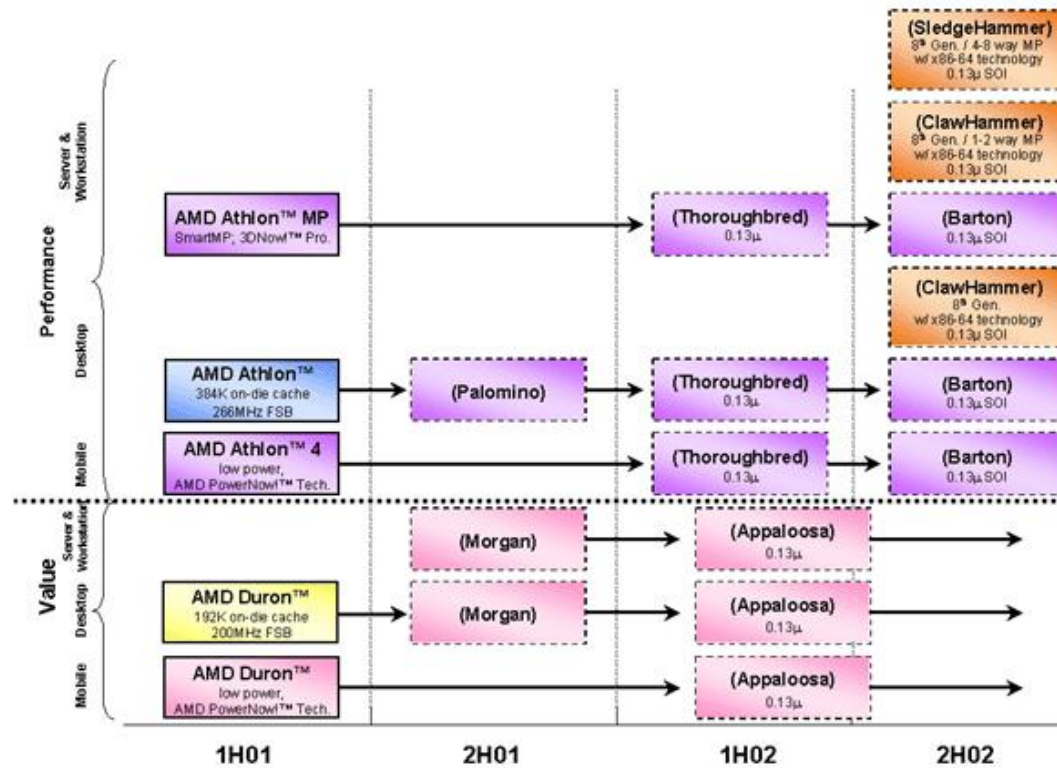 (SledgeHammer)
8th Gen. / 4-8 way MP
w/ x86-64 technology
0.13µ SOI
(ClawHammer)
8th Gen. / 1-2 way MP
w/ x86-64 technology
0.13µ SOI
Performance
Server &
Workstation
AMD Athlon™ MP
SmartMP; 3DNow!™ Pro.
(Thoroughbred)
0.13µ
(Barton)
0.13µ SOI
(ClawHammer)
8th Gen.
w/ x86-64 technology
0.13µ SOI
Desktop
AMD Athlon™
384K on-die cache
266MHz FSB
(Palomino)
(Thoroughbred)
0.13µ
(Barton)
0.13µ SOI
Mobile
AMD Athlon™ 4
low power,
AMD PowerNow!™ Tech.
(Thoroughbred)
0.13µ
(Barton)
0.13µ SOI
Value
Server &
Workstation
(Morgan)
(Appaloosa)
0.13µ
Desktop
AMD Duron™
192K on-die cache
200MHz FSB
(Morgan)
(Appaloosa)
0.13µ
Mobile
AMD Duron™
low power,
AMD PowerNow!™ Tech.
(Appaloosa)
0.13µ
1H01
2H01
1H02
2H02